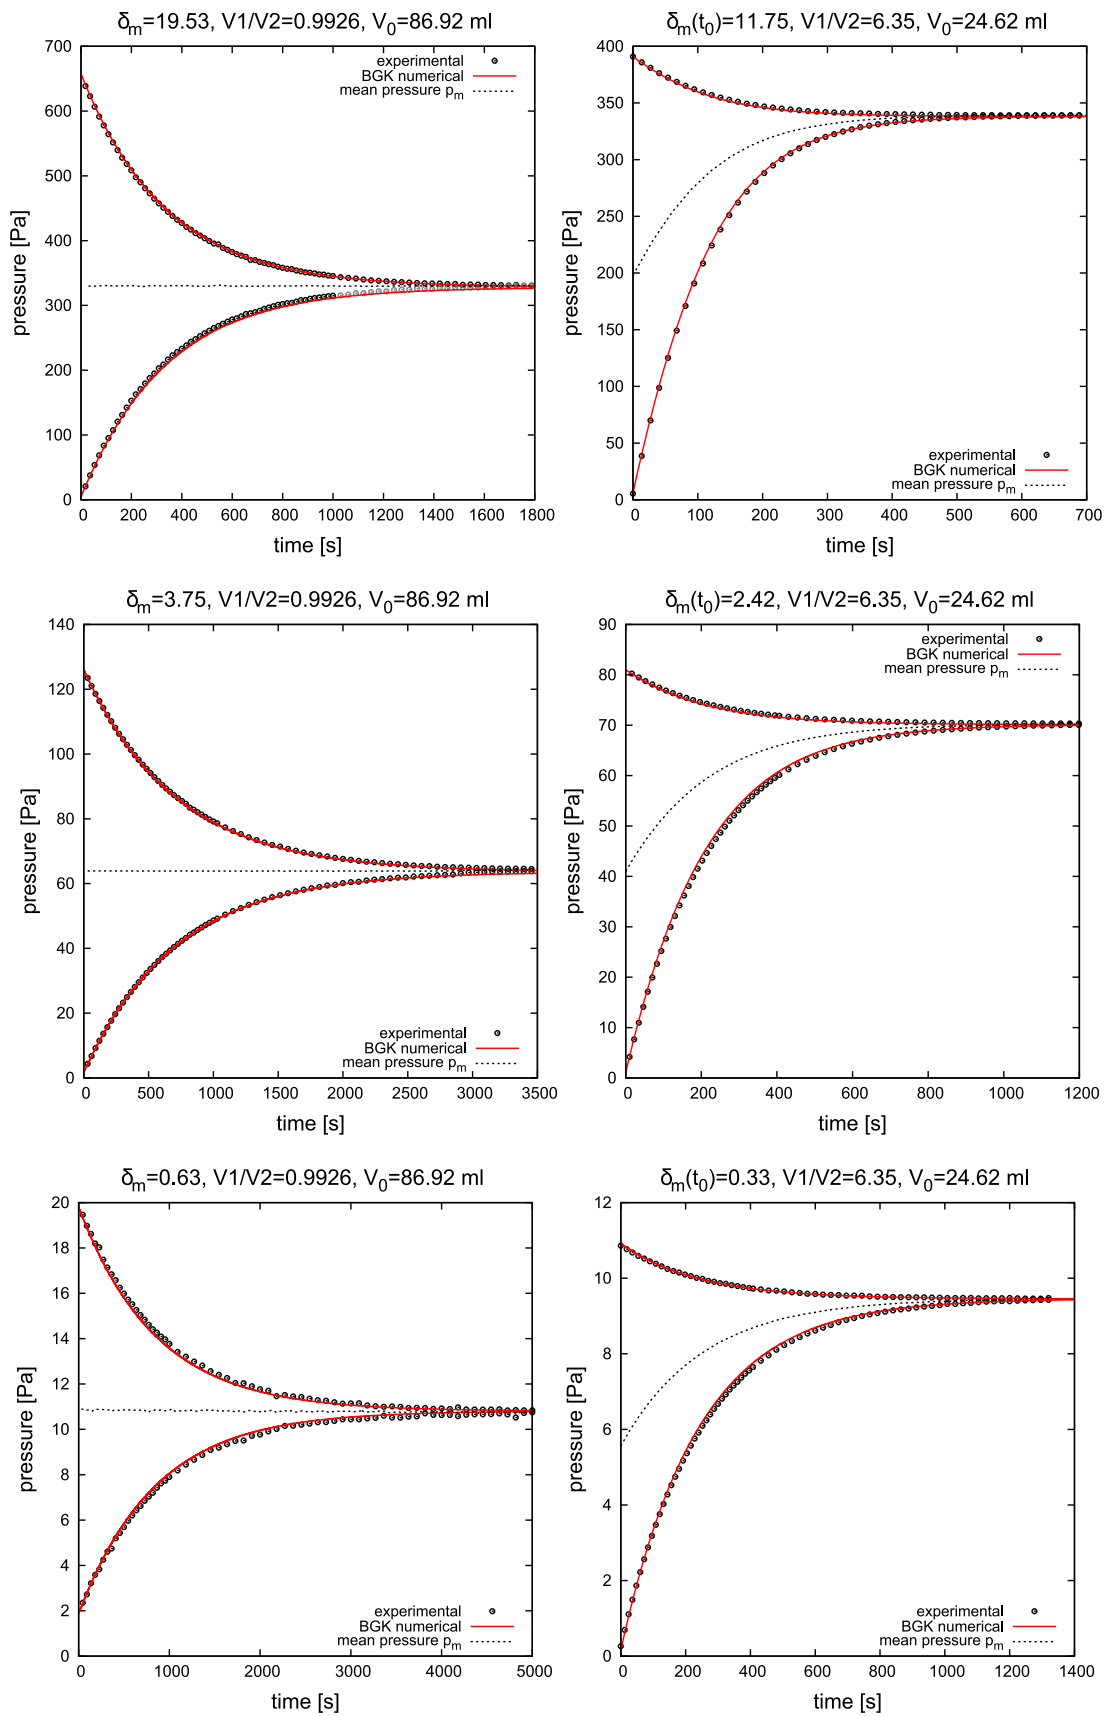 δm=19.53, V1/V2=0.9926, V0=86.92 ml
experimental
BGK numerical
mean pressure pm
pressure [Pa]
700
600
500
400
300
200
100
0
0 200 400 600 800 1000 1200 1400 1600 1800
time [s]
δm(t0)=11.75, V1/V2=6.35, V0=24.62 ml
pressure [Pa]
400
350
300
250
200
150
100
50
0
experimental
BGK numerical
mean pressure pm
0 100 200 300 400 500 600 700
time [s]
δm=3.75, V1/V2=0.9926, V0=86.92 ml
pressure [Pa]
140
120
100
80
60
40
20
0
experimental
BGK numerical
mean pressure pm
0 500 1000 1500 2000 2500 3000 3500
time [s]
δm(t0)=2.42, V1/V2=6.35, V0=24.62 ml
experimental
BGK numerical
mean pressure pm
pressure [Pa]
90
80
70
60
50
40
30
20
10
0
0 200 400 600 800 1000 1200
time [s]
δm=0.63, V1/V2=0.9926, V0=86.92 ml
pressure [Pa]
20
18
16
14
12
10
8
6
4
2
0
experimental
BGK numerical
mean pressure pm
0 1000 2000 3000 4000 5000
time [s]
δm(t0)=0.33, V1/V2=6.35, V0=24.62 ml
pressure [Pa]
12
10
8
6
4
2
0
experimental
BGK numerical
mean pressure pm
0 200 400 600 800 1000 1200 1400
time [s]